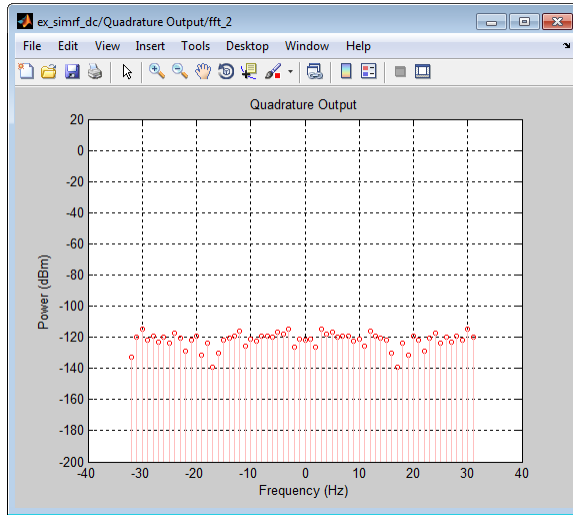 ex_simrf_dc/Quadrature Output/fft_2
File Edit View Insert Tools Desktop Window Help
Quadrature Output
20
0
-20
-40
-60
-80
-100
-120
-140
-160
-180
-200
Power (dBm)
-40 -30 -20 -10 0 10 20 30 40
Frequency (Hz)